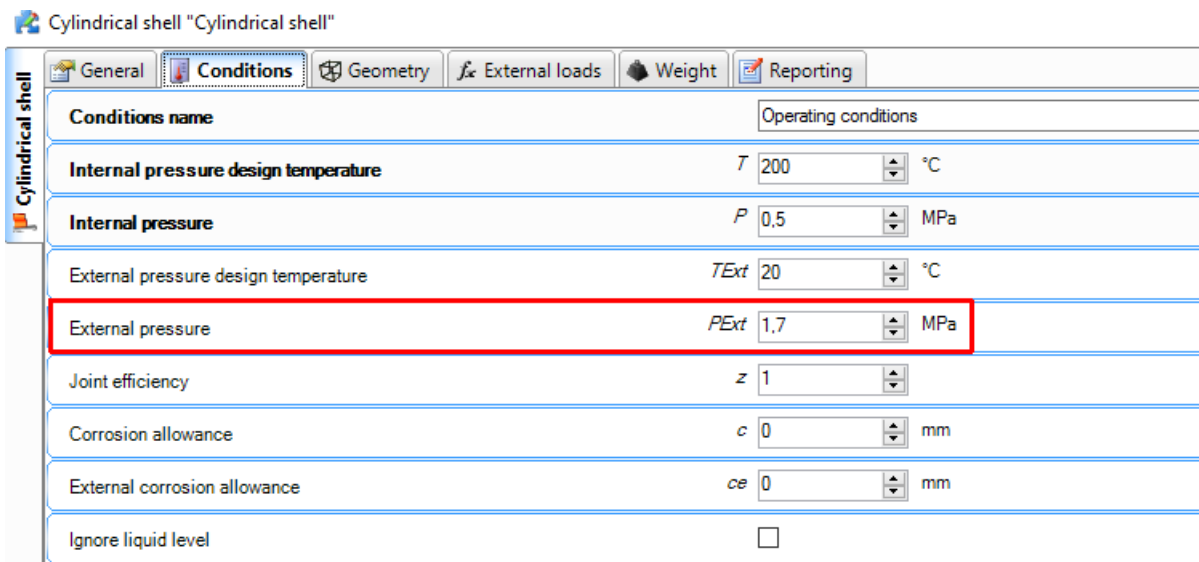 Cylindrical shell "Cylindrical shell"
Cylindrical shell
General Conditions Geometry fx External loads Weight Reporting
Conditions name Operating conditions
Internal pressure design temperature T 200 °C
Internal pressure P 0,5 MPa
External pressure design temperature TExt 20 °C
External pressure PExt 1,7 MPa
Joint efficiency z 1
Corrosion allowance c 0 mm
External corrosion allowance ce 0 mm
Ignore liquid level